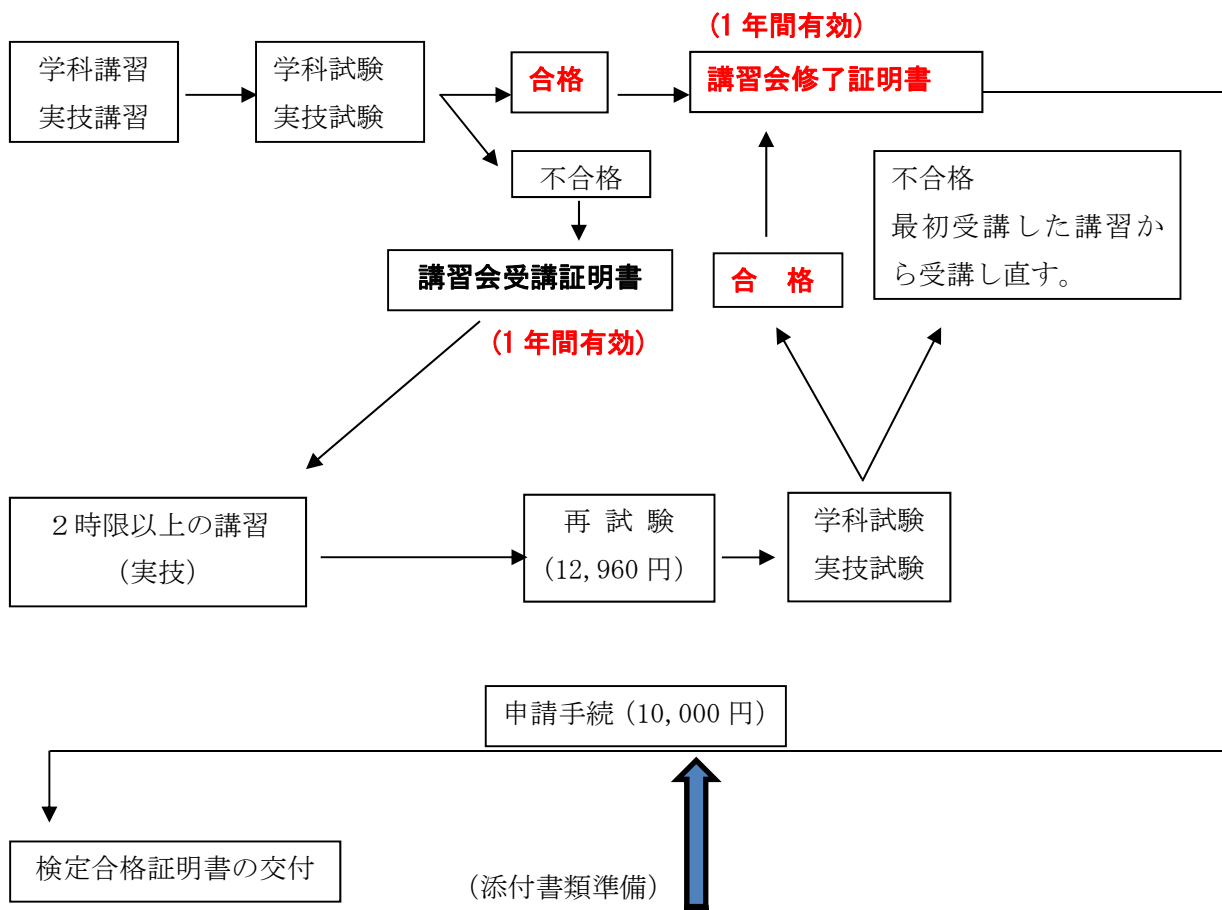 (1年間有効)
学科講習
実技講習
学科試験
実技試験
合格
講習会修了証明書
不合格
不合格
最初受講した講習か
ら受講し直す。
講習会受講証明書
合　格
(1年間有効)
２時限以上の講習
（実技）
再 試 験
（12,960円）
学科試験
実技試験
申請手続（10,000円）
検定合格証明書の交付
（添付書類準備）